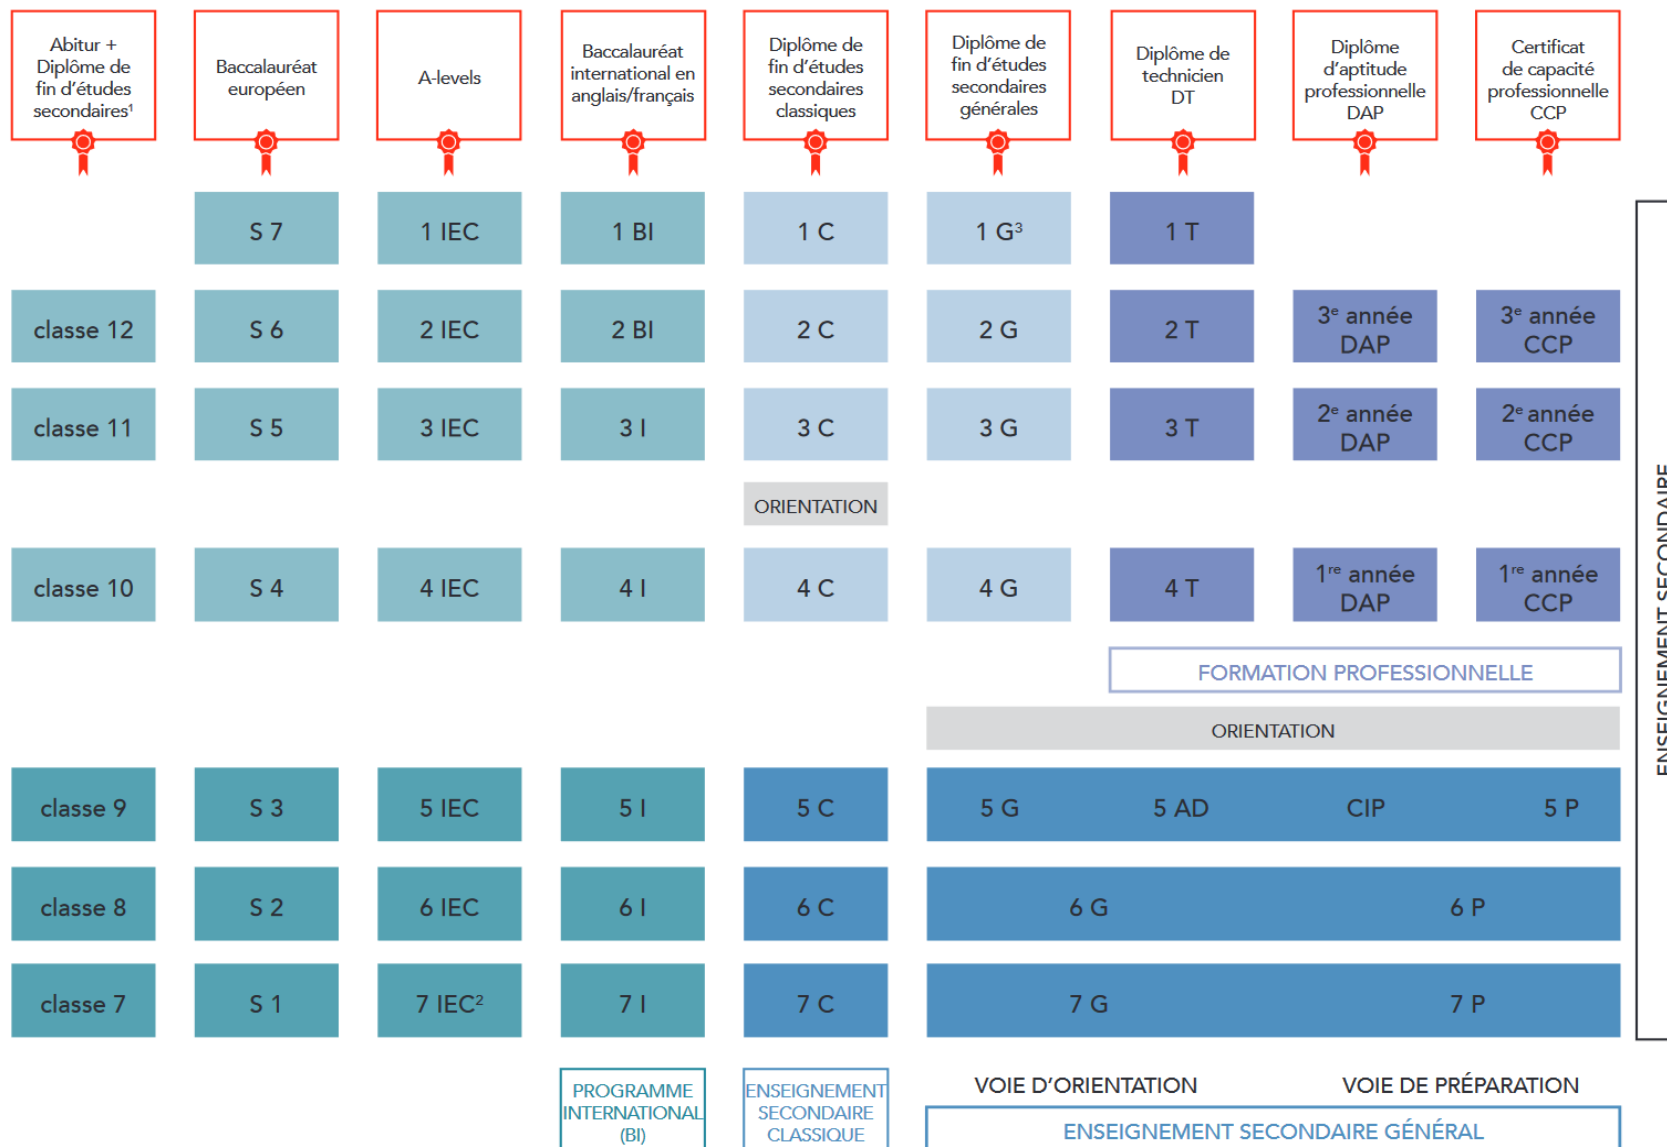 Abitur +
Diplôme de
fin d'études
secondaires¹
Baccalauréat
européen
A-levels
Baccalauréat
international en
anglais/français
Diplôme de
fin d'études
secondaires
classiques
Diplôme de
fin d'études
secondaires
générales
Diplôme de
technicien
DT
Diplôme
d'aptitude
professionnelle
DAP
Certificat
de capacité
professionnelle
CCP
S 7
1 IEC
1 BI
1 C
1 G³
1 T
classe 12
S 6
2 IEC
2 BI
2 C
2 G
2 T
3ᵉ année
DAP
3ᵉ année
CCP
classe 11
S 5
3 IEC
3 I
3 C
3 G
3 T
2ᵉ année
DAP
2ᵉ année
CCP
ORIENTATION
classe 10
S 4
4 IEC
4 I
4 C
4 G
4 T
1ʳᵉ année
DAP
1ʳᵉ année
CCP
FORMATION PROFESSIONNELLE
ORIENTATION
classe 9
S 3
5 IEC
5 I
5 C
5 G
5 AD
CIP
5 P
classe 8
S 2
6 IEC
6 I
6 C
6 G
6 P
classe 7
S 1
7 IEC²
7 I
7 C
7 G
7 P
ENSEIGNEMENT SECONDAIRE
PROGRAMME
INTERNATIONAL
(BI)
ENSEIGNEMENT
SECONDAIRE
CLASSIQUE
VOIE D'ORIENTATION
VOIE DE PRÉPARATION
ENSEIGNEMENT SECONDAIRE GÉNÉRAL